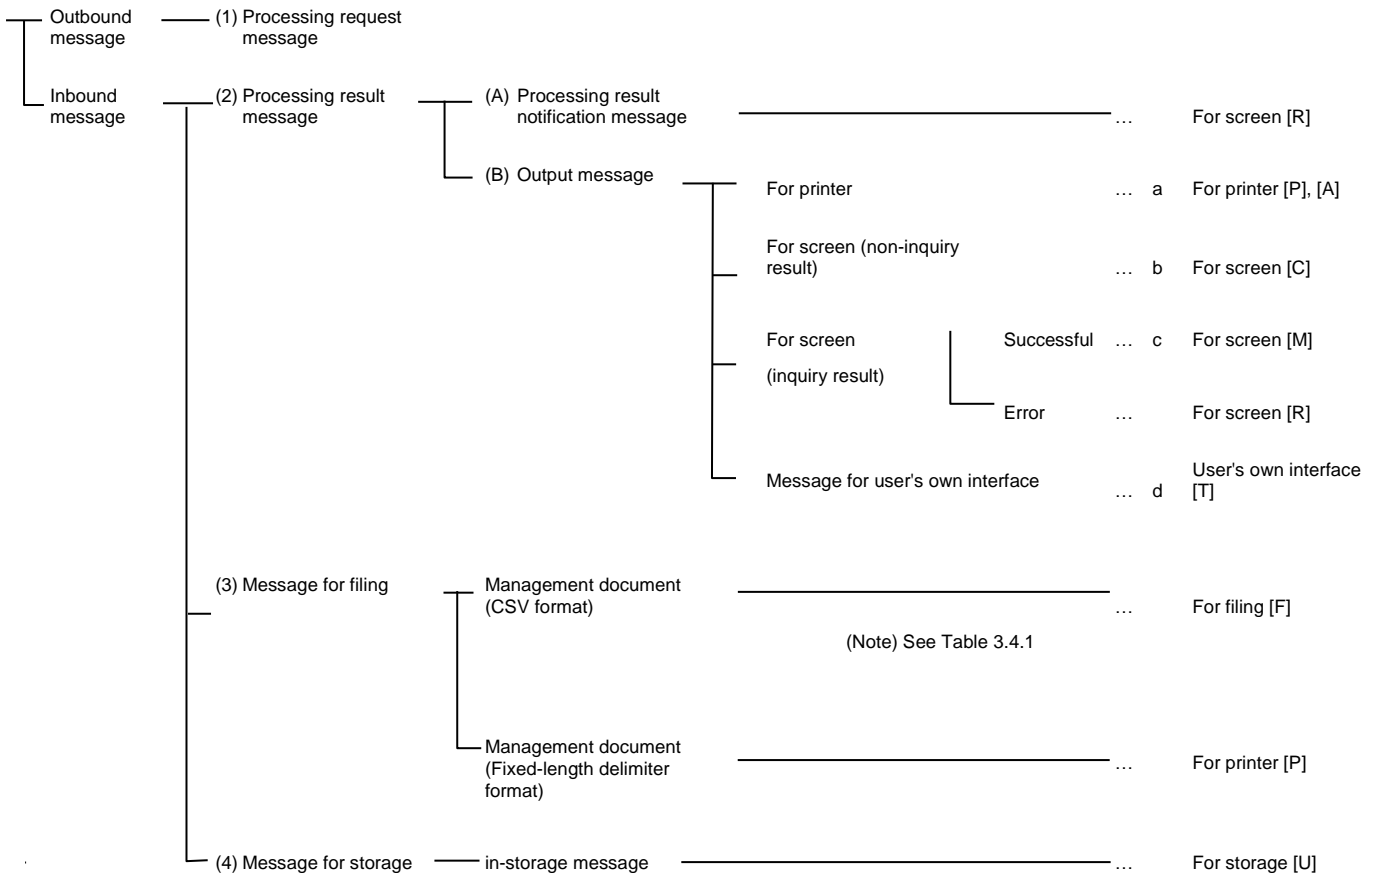 Outbound
message
(1) Processing request
message
Inbound
message
(2) Processing result
message
(A) Processing result
notification message
…
For screen [R]
(B) Output message
For printer
… a For printer [P], [A]
For screen (non-inquiry
result)
… b For screen [C]
For screen
(inquiry result)
Successful … c For screen [M]
Error … For screen [R]
Message for user's own interface
… d
User's own interface
[T]
(3) Message for filing
Management document
(CSV format)
… For filing [F]
(Note) See Table 3.4.1
Management document
(Fixed-length delimiter
format)
… For printer [P]
(4) Message for storage
in-storage message
… For storage [U]